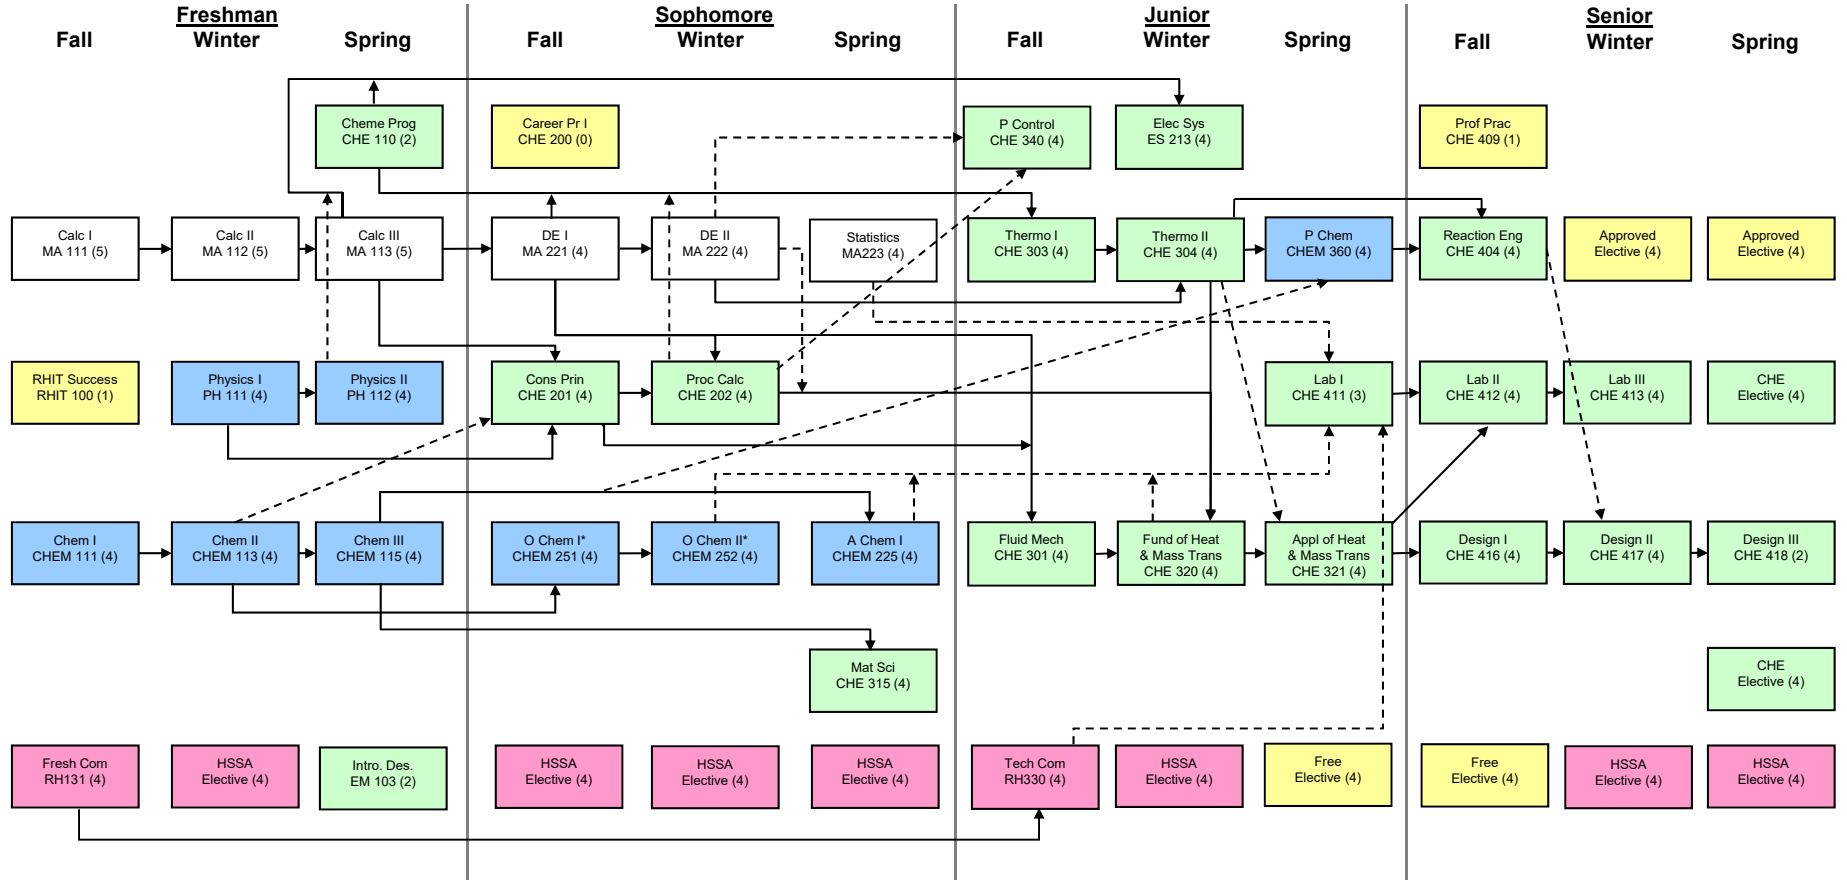 Freshman
Sophomore
Junior
Senior
Fall
Winter
Spring
Fall
Winter
Spring
Fall
Winter
Spring
Fall
Winter
Spring
Cheme Prog
CHE 110 (2)
Career Pr I
CHE 200 (0)
P Control
CHE 340 (4)
Elec Sys
ES 213 (4)
Prof Prac
CHE 409 (1)
Calc I
MA 111 (5)
Calc II
MA 112 (5)
Calc III
MA 113 (5)
DE I
MA 221 (4)
DE II
MA 222 (4)
Statistics
MA223 (4)
Thermo I
CHE 303 (4)
Thermo II
CHE 304 (4)
P Chem
CHEM 360 (4)
Reaction Eng
CHE 404 (4)
Approved
Elective (4)
Approved
Elective (4)
RHIT Success
RHIT 100 (1)
Physics I
PH 111 (4)
Physics II
PH 112 (4)
Cons Prin
CHE 201 (4)
Proc Calc
CHE 202 (4)
Lab I
CHE 411 (3)
Lab II
CHE 412 (4)
Lab III
CHE 413 (4)
CHE
Elective (4)
Chem I
CHEM 111 (4)
Chem II
CHEM 113 (4)
Chem III
CHEM 115 (4)
O Chem I*
CHEM 251 (4)
O Chem II*
CHEM 252 (4)
A Chem I
CHEM 225 (4)
Fluid Mech
CHE 301 (4)
Fund of Heat
& Mass Trans
CHE 320 (4)
Appl of Heat
& Mass Trans
CHE 321 (4)
Design I
CHE 416 (4)
Design II
CHE 417 (4)
Design III
CHE 418 (2)
Mat Sci
CHE 315 (4)
CHE
Elective (4)
Fresh Com
RH131 (4)
HSSA
Elective (4)
Intro. Des.
EM 103 (2)
HSSA
Elective (4)
HSSA
Elective (4)
HSSA
Elective (4)
Tech Com
RH330 (4)
HSSA
Elective (4)
Free
Elective (4)
Free
Elective (4)
HSSA
Elective (4)
HSSA
Elective (4)